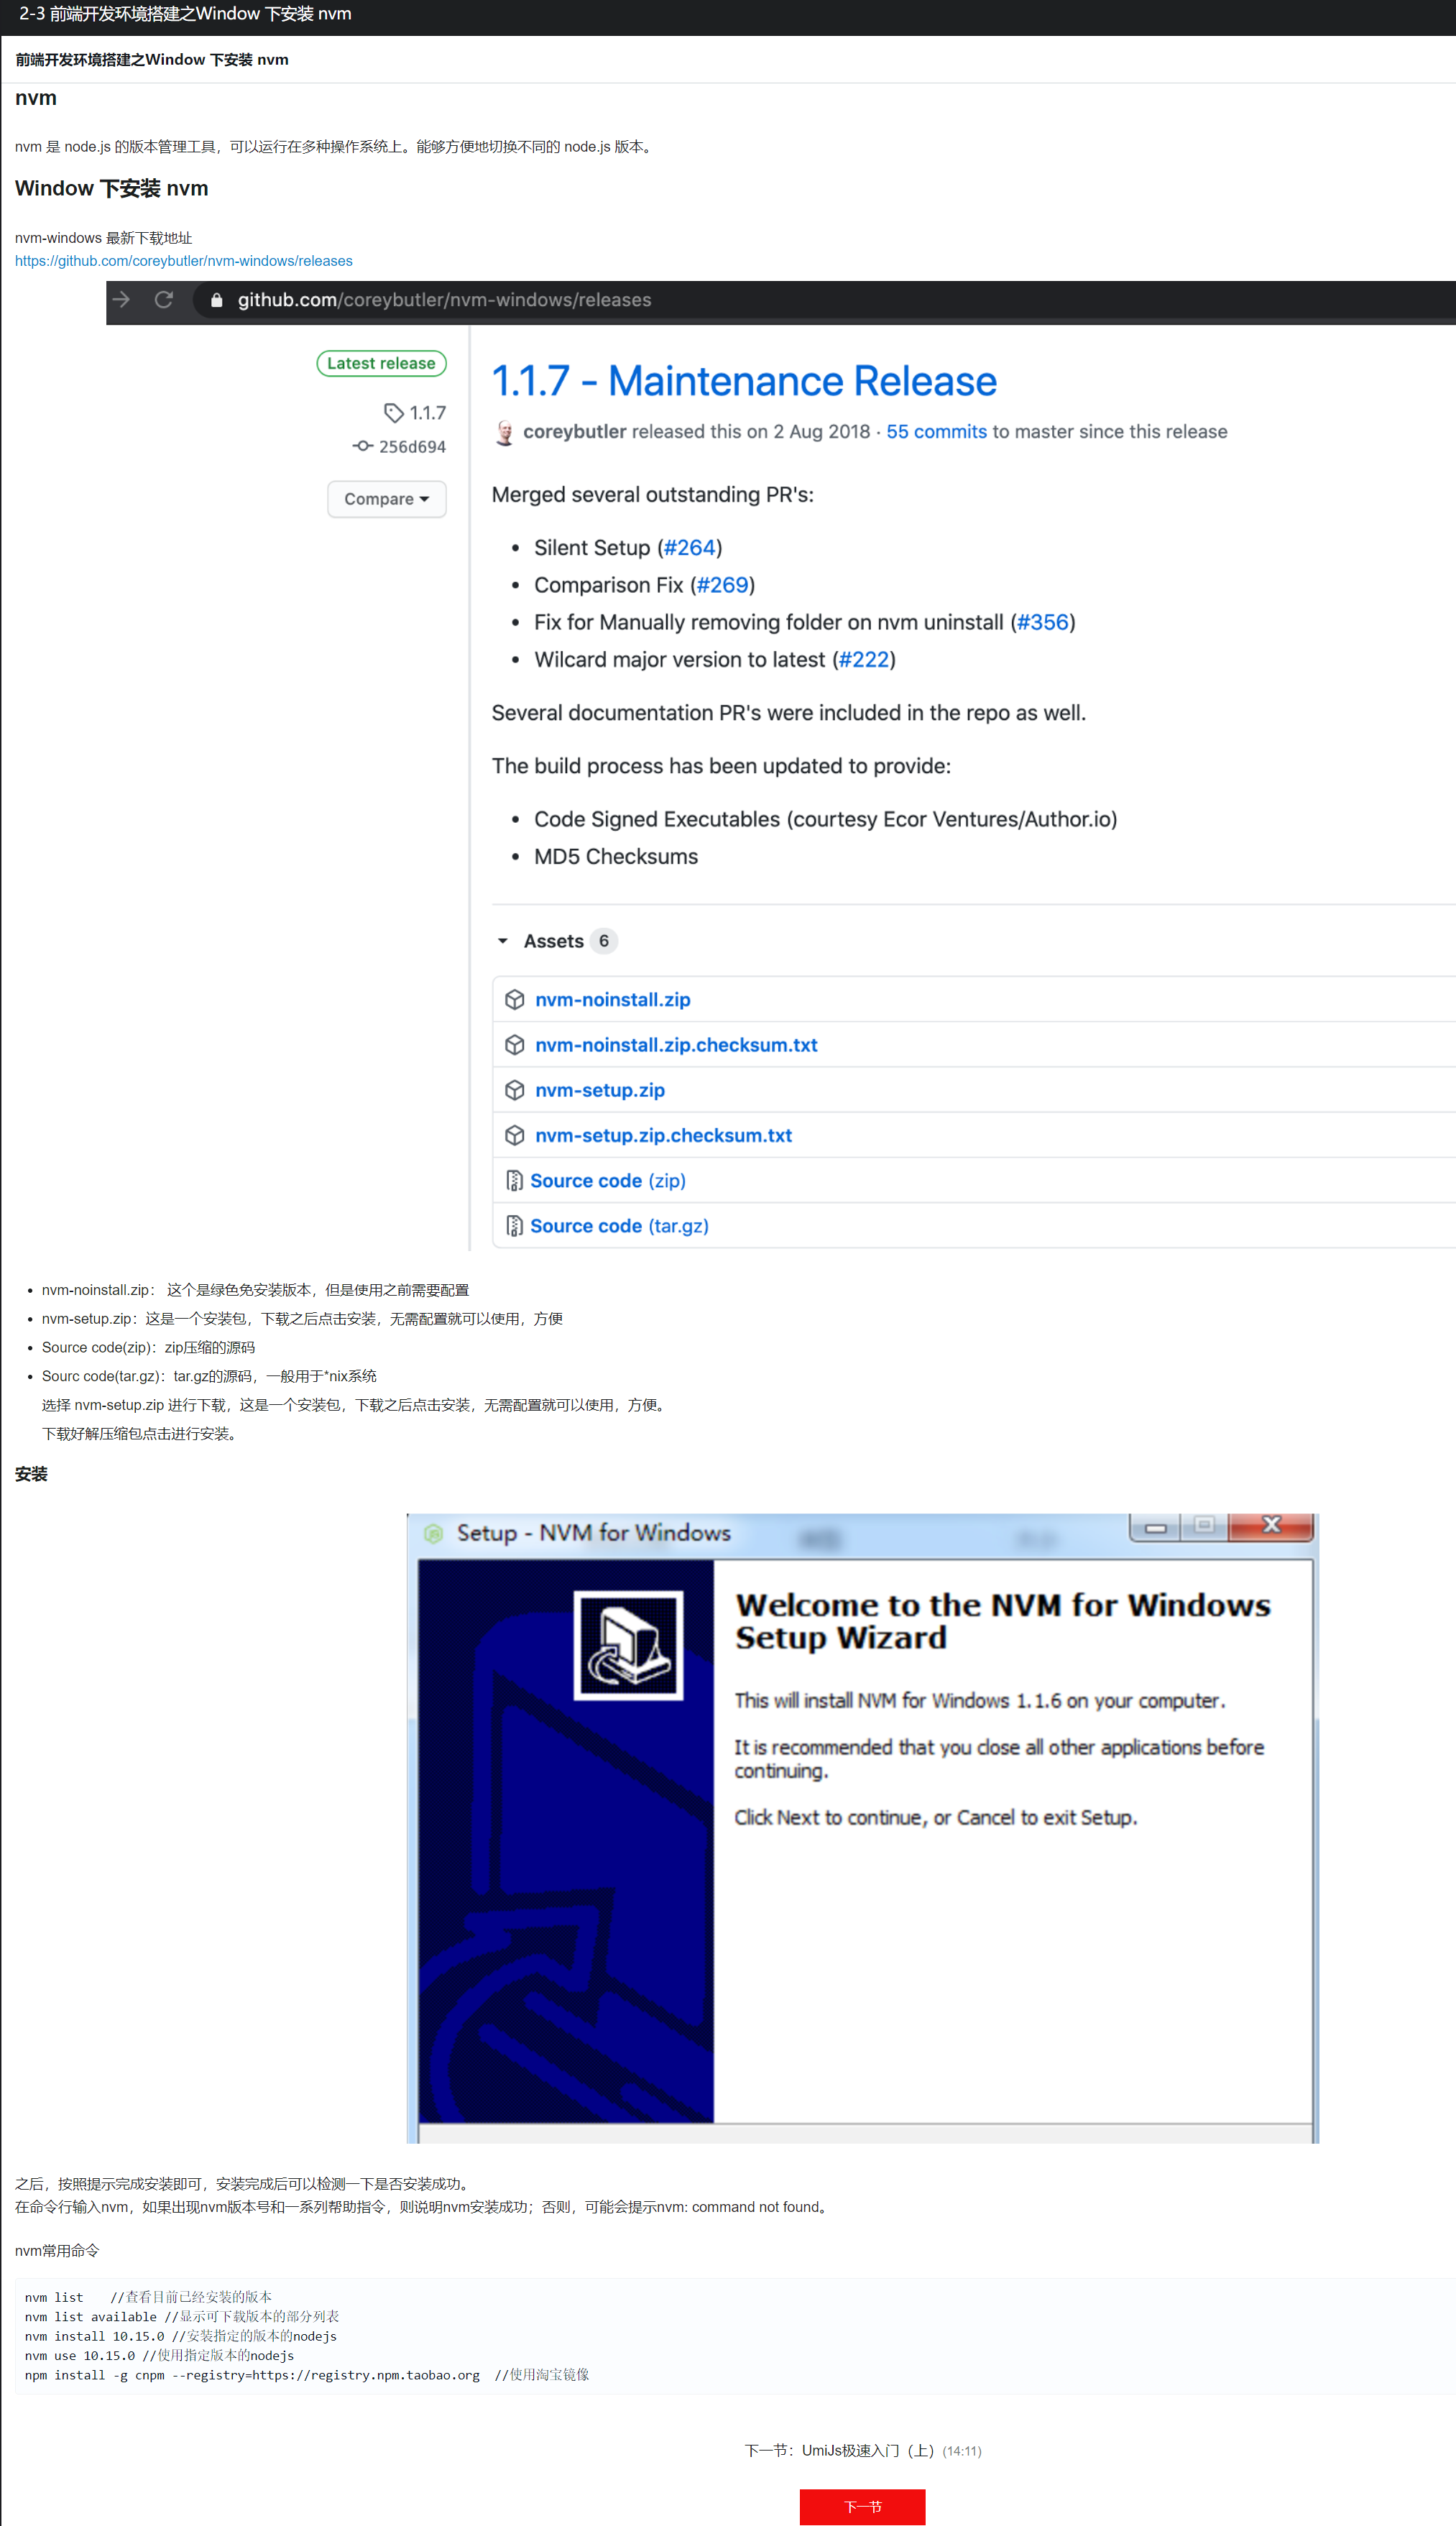 2-3 前端开发环境搭建之Window 下安装 nvm
前端开发环境搭建之Window 下安装 nvm
nvm
nvm 是 node.js 的版本管理工具，可以运行在多种操作系统上。能够方便地切换不同的 node.js 版本。
Window 下安装 nvm
nvm-windows 最新下载地址
https://github.com/coreybutler/nvm-windows/releases
github.com/coreybutler/nvm-windows/releases
Latest release
1.1.7
256d694
Compare
1.1.7 - Maintenance Release
coreybutler released this on 2 Aug 2018 · 55 commits to master since this release
Merged several outstanding PR's:
• Silent Setup (#264)
• Comparison Fix (#269)
• Fix for Manually removing folder on nvm uninstall (#356)
• Wilcard major version to latest (#222)
Several documentation PR's were included in the repo as well.
The build process has been updated to provide:
• Code Signed Executables (courtesy Ecor Ventures/Author.io)
• MD5 Checksums
Assets 6
nvm-noinstall.zip
nvm-noinstall.zip.checksum.txt
nvm-setup.zip
nvm-setup.zip.checksum.txt
Source code (zip)
Source code (tar.gz)
• nvm-noinstall.zip： 这个是绿色免安装版本，但是使用之前需要配置
• nvm-setup.zip：这是一个安装包，下载之后点击安装，无需配置就可以使用，方便
• Source code(zip)：zip压缩的源码
• Sourc code(tar.gz)：tar.gz的源码，一般用于*nix系统
选择 nvm-setup.zip 进行下载，这是一个安装包，下载之后点击安装，无需配置就可以使用，方便。
下载好解压缩包点击进行安装。
安装
Setup - NVM for Windows
Welcome to the NVM for Windows
Setup Wizard
This will install NVM for Windows 1.1.6 on your computer.
It is recommended that you close all other applications before
continuing.
Click Next to continue, or Cancel to exit Setup.
之后，按照提示完成安装即可，安装完成后可以检测一下是否安装成功。
在命令行输入nvm，如果出现nvm版本号和一系列帮助指令，则说明nvm安装成功；否则，可能会提示nvm: command not found。
nvm常用命令
nvm list //查看目前已经安装的版本
nvm list available //显示可下载版本的部分列表
nvm install 10.15.0 //安装指定的版本的nodejs
nvm use 10.15.0 //使用指定版本的nodejs
npm install -g cnpm --registry=https://registry.npm.taobao.org //使用淘宝镜像
下一节：UmiJs极速入门（上）(14:11)
下一节